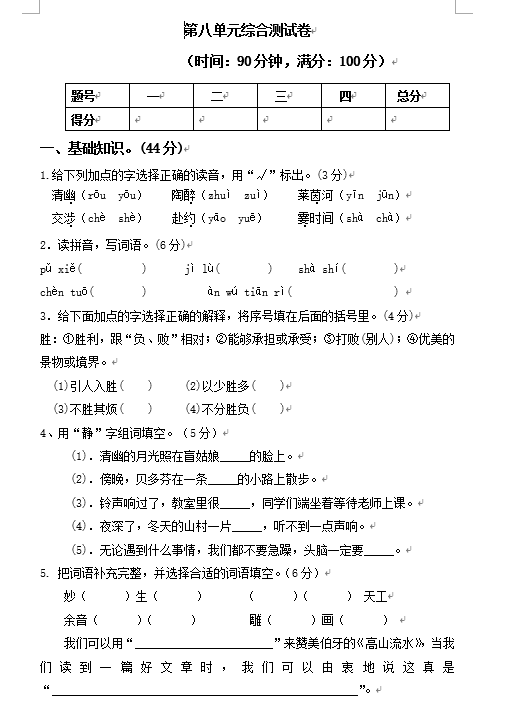 第八单元综合测试卷
（时间：90分钟，满分：100分）
题号 一 二 三 四 总分
得分
一、基础知识。(44分)
1.给下列加点的字选择正确的读音，用“√”标出。(3分)
清幽(rōu yōu) 陶醉(zhuì zuì) 莱茵河(yīn jūn)
交涉(chè shè) 赴约(yāo yuē) 霎时间(shà chà)
2．读拼音，写词语。(6分)
pǔ xiě( ) jì lù( ) shà shí( )
chèn tuō( ) àn wú tiān rì( )
3．给下面加点的字选择正确的解释，将序号填在后面的括号里。(4分)
胜：①胜利，跟“负、败”相对；②能够承担或承受；③打败(别人)；④优美的
景物或境界。
(1)引人入胜( ) (2)以少胜多( )
(3)不胜其烦( ) (4)不分胜负( )
4、用“静”字组词填空。（5分）
(1)．清幽的月光照在盲姑娘_____的脸上。
(2)．傍晚，贝多芬在一条_____的小路上散步。
(3)．铃声响过了，教室里很_____，同学们端坐着等待老师上课。
(4)．夜深了，冬天的山村一片_____，听不到一点声响。
(5)．无论遇到什么事情，我们都不要急躁，头脑一定要_____。
5．把词语补充完整，并选择合适的词语填空。(6分)
妙（ ）生（ ） （ ）（ ）天工
余音（ ）（ ） 雕（ ）画（ ）
我们可以用“_______________________”来赞美伯牙的《高山流水》，当我
们读到一篇好文章时，我们可以由衷地说这真是
“___________________________________________________”。